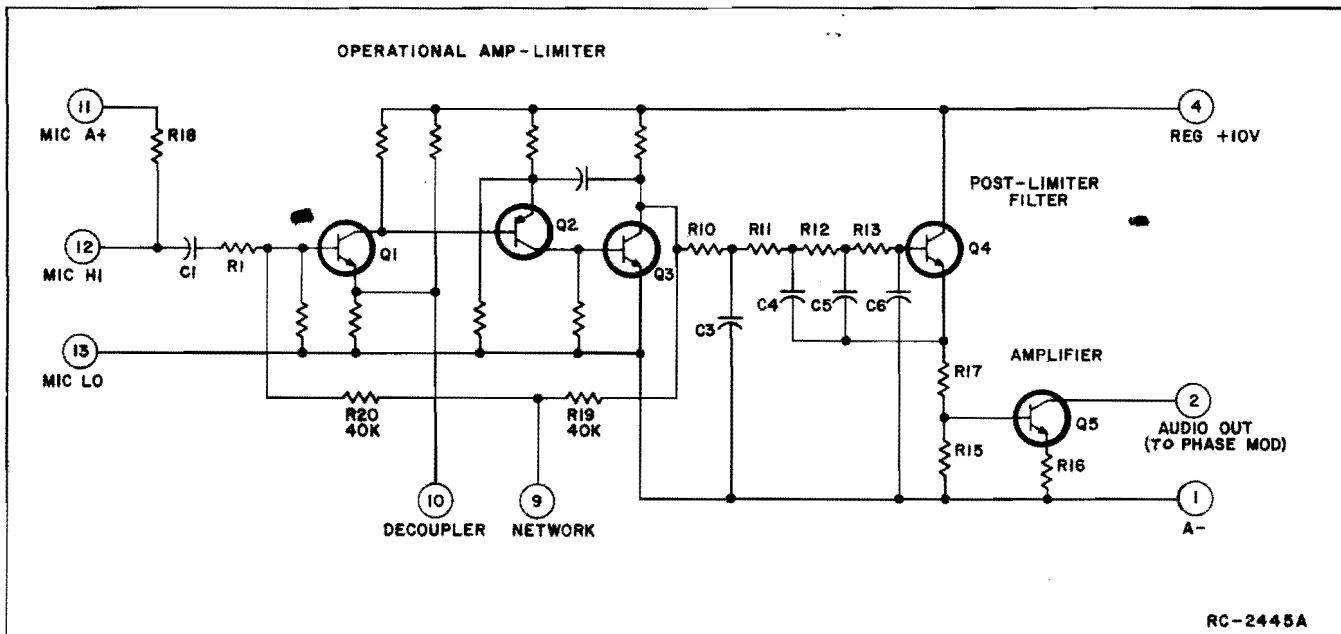 OPERATIONAL AMP-LIMITER
11
MIC A+
R18
4
REG +10V
POST-LIMITER
FILTER
12
MIC HI
C1
R1
Q1
Q2
Q3
R10
R11
R12
R13
Q4
C3
C4
C5
C6
13
MIC LO
R20
40K
R19
40K
R17
AMPLIFIER
Q5
2
AUDIO OUT
(TO PHASE MOD)
R15
R16
10
DECOUPLER
9
NETWORK
1
A-
RC-2445A